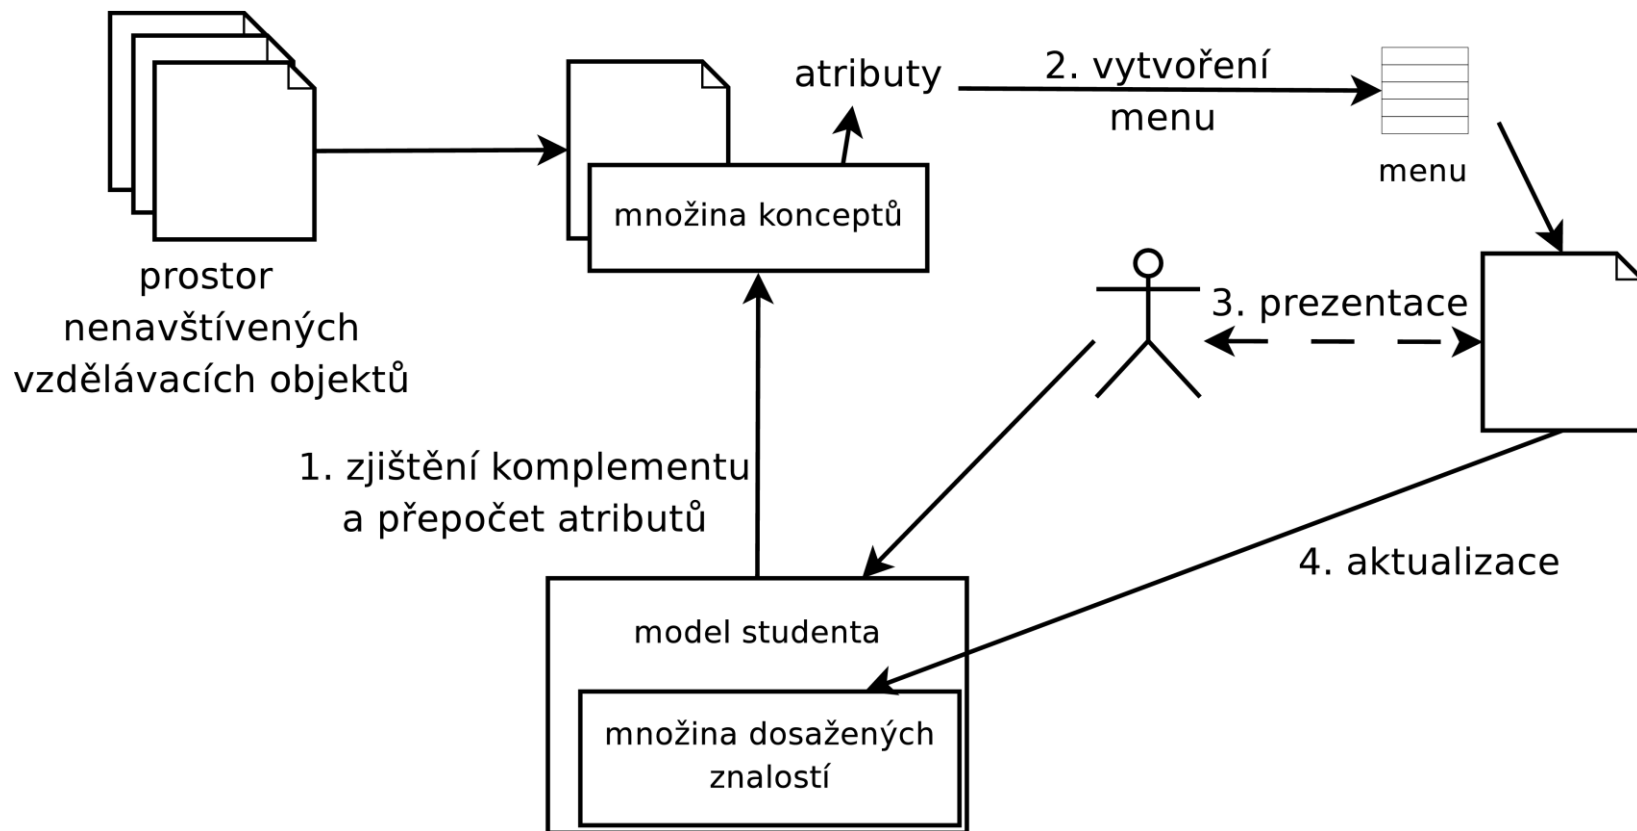 atributy
2. vytvoření
menu
menu
množina konceptů
prostor
nenavštívených
vzdělávacích objektů
3. prezentace
1. zjištění komplementu
a přepočet atributů
4. aktualizace
model studenta
množina dosažených
znalostí